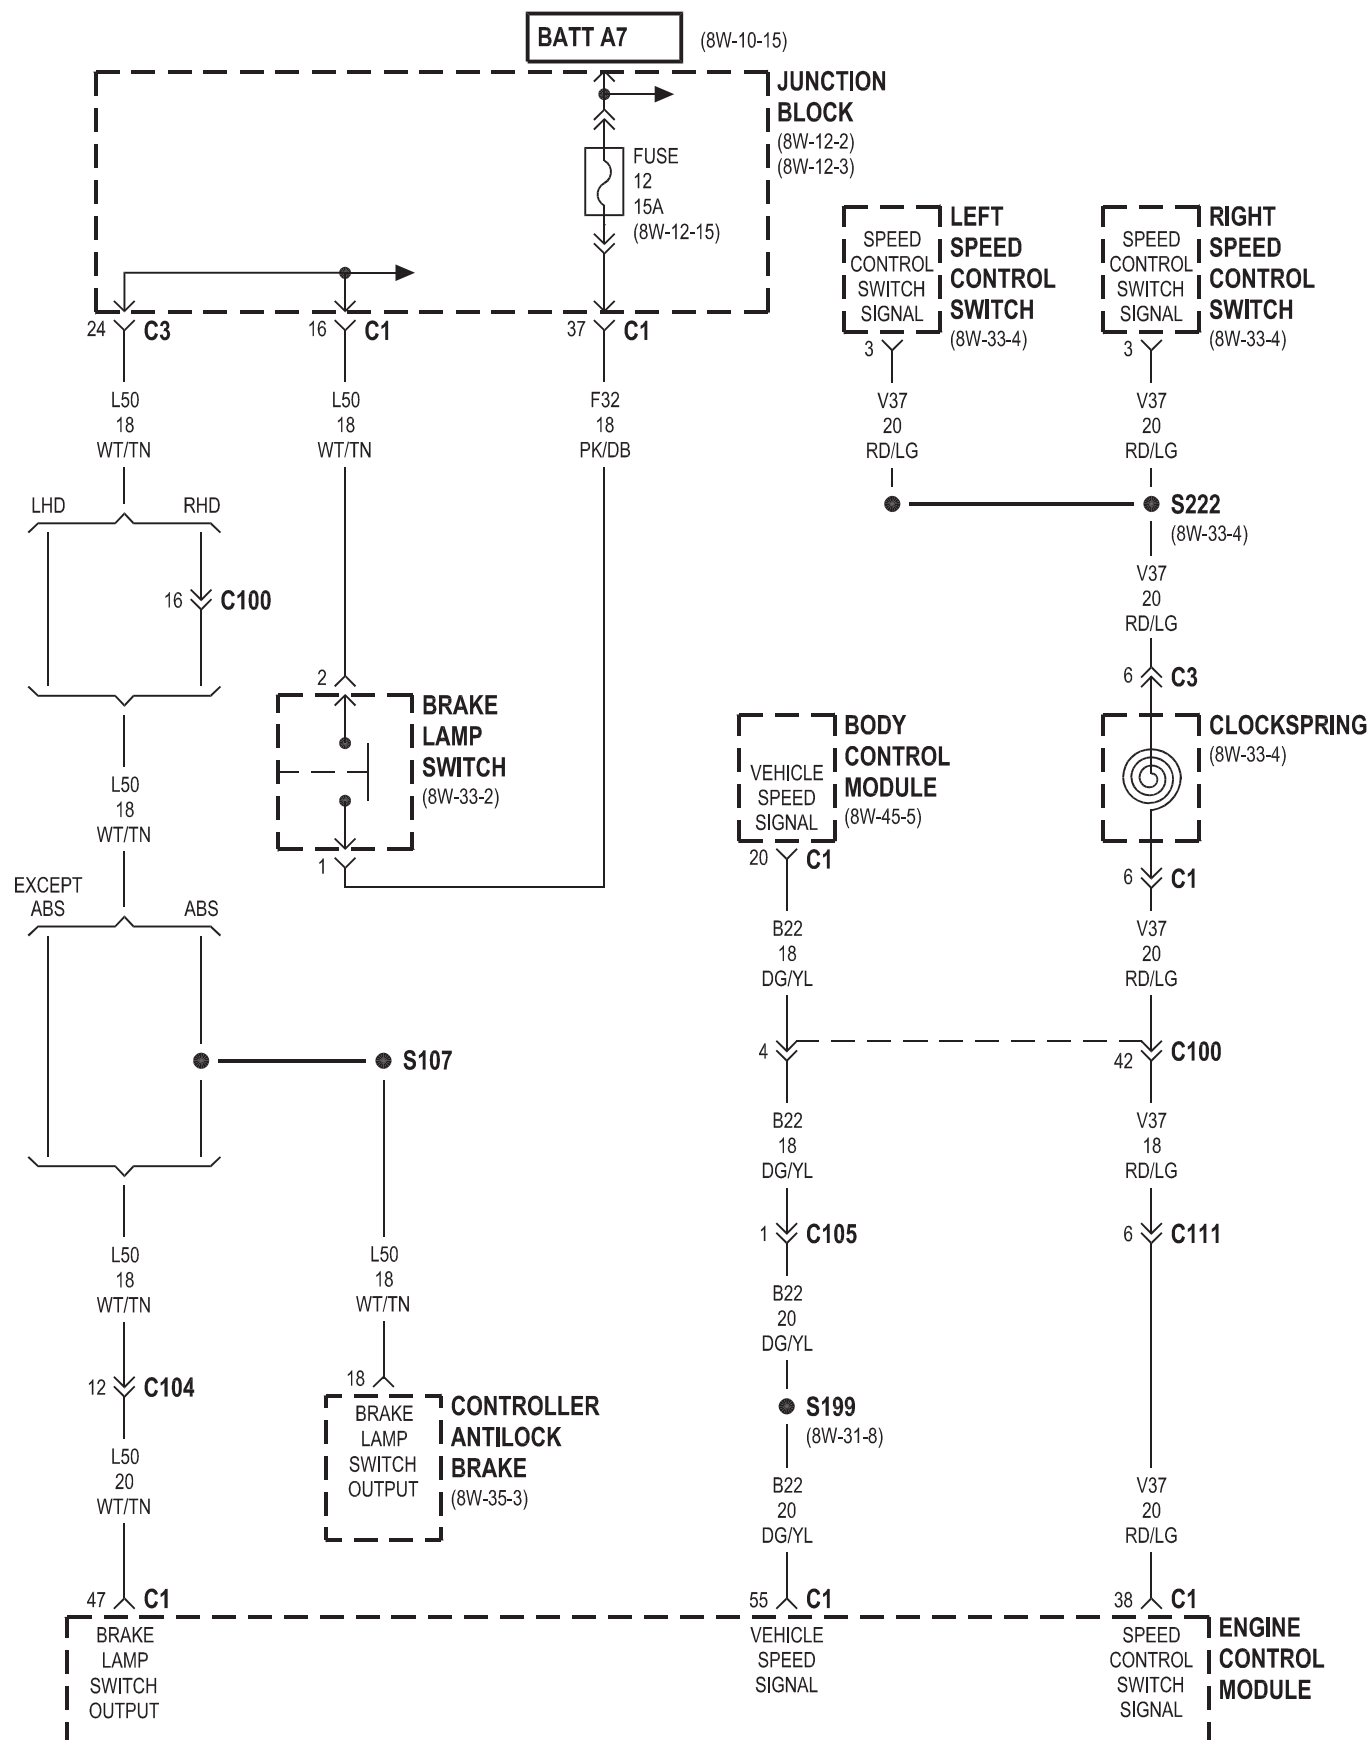 BATT A7
(8W-10-15)
JUNCTION
BLOCK
(8W-12-2)
(8W-12-3)
FUSE
12
15A
(8W-12-15)
24
C3
16
C1
37
C1
LEFT
SPEED
CONTROL
SWITCH
(8W-33-4)
SPEED
CONTROL
SWITCH
SIGNAL
3
RIGHT
SPEED
CONTROL
SWITCH
(8W-33-4)
SPEED
CONTROL
SWITCH
SIGNAL
3
L50
18
WT/TN
L50
18
WT/TN
F32
18
PK/DB
V37
20
RD/LG
V37
20
RD/LG
LHD
RHD
S222
(8W-33-4)
16
C100
V37
20
RD/LG
6
C3
2
BRAKE
LAMP
SWITCH
(8W-33-2)
1
BODY
CONTROL
MODULE
(8W-45-5)
VEHICLE
SPEED
SIGNAL
20
C1
CLOCKSPRING
(8W-33-4)
6
C1
L50
18
WT/TN
EXCEPT
ABS
ABS
B22
18
DG/YL
V37
20
RD/LG
S107
4
42
C100
B22
18
DG/YL
V37
18
RD/LG
1
C105
6
C111
L50
18
WT/TN
L50
18
WT/TN
B22
20
DG/YL
12
C104
18
CONTROLLER
ANTILOCK
BRAKE
(8W-35-3)
BRAKE
LAMP
SWITCH
OUTPUT
S199
(8W-31-8)
L50
20
WT/TN
B22
20
DG/YL
V37
20
RD/LG
47
C1
55
C1
38
C1
BRAKE
LAMP
SWITCH
OUTPUT
VEHICLE
SPEED
SIGNAL
SPEED
CONTROL
SWITCH
SIGNAL
ENGINE
CONTROL
MODULE